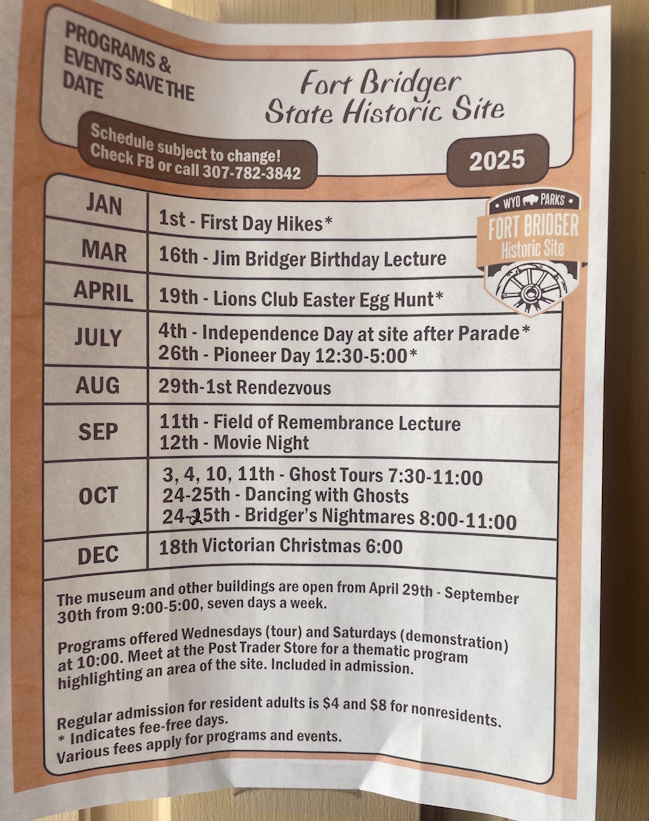 PROGRAMS &
EVENTS SAVE THE
DATE
Fort Bridger
State Historic Site
Schedule subject to change!
Check FB or call 307-782-3842
2025
WYO PARKS
FORT BRIDGER
Historic Site
JAN
1st - First Day Hikes*
MAR
16th - Jim Bridger Birthday Lecture
APRIL
19th - Lions Club Easter Egg Hunt*
JULY
4th - Independence Day at site after Parade*
26th - Pioneer Day 12:30-5:00*
AUG
29th-1st Rendezvous
SEP
11th - Field of Remembrance Lecture
12th - Movie Night
OCT
3, 4, 10, 11th - Ghost Tours 7:30-11:00
24-25th - Dancing with Ghosts
24-25th - Bridger's Nightmares 8:00-11:00
DEC
18th Victorian Christmas 6:00
The museum and other buildings are open from April 29th - September
30th from 9:00-5:00, seven days a week.
Programs offered Wednesdays (tour) and Saturdays (demonstration)
at 10:00. Meet at the Post Trader Store for a thematic program
highlighting an area of the site. Included in admission.
Regular admission for resident adults is $4 and $8 for nonresidents.
* Indicates fee-free days.
Various fees apply for programs and events.